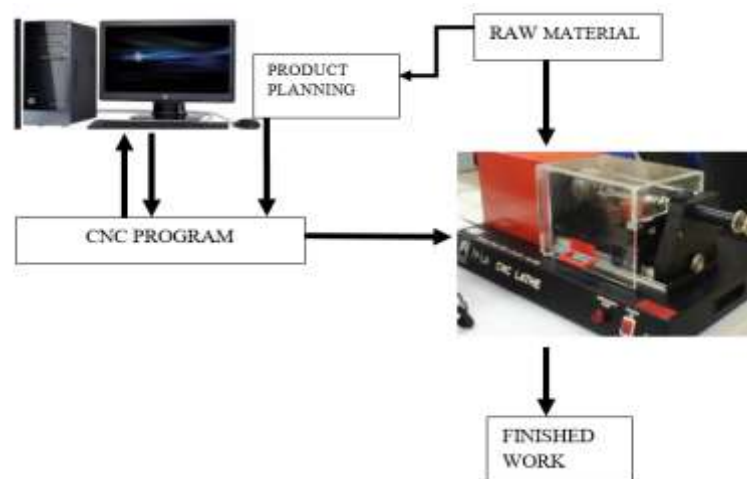 RAW MATERIAL
PRODUCT
PLANNING
CNC PROGRAM
CNC LATHE
FINISHED
WORK